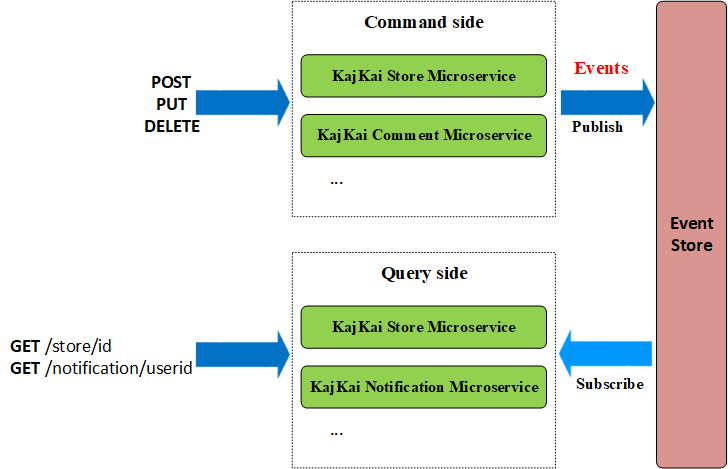 Command side
KajKai Store Microservice
KajKai Comment Microservice
...
POST
PUT
DELETE
Events
Publish
Event
Store
Query side
KajKai Store Microservice
KajKai Notification Microservice
...
GET /store/id
GET /notification/userid
Subscribe